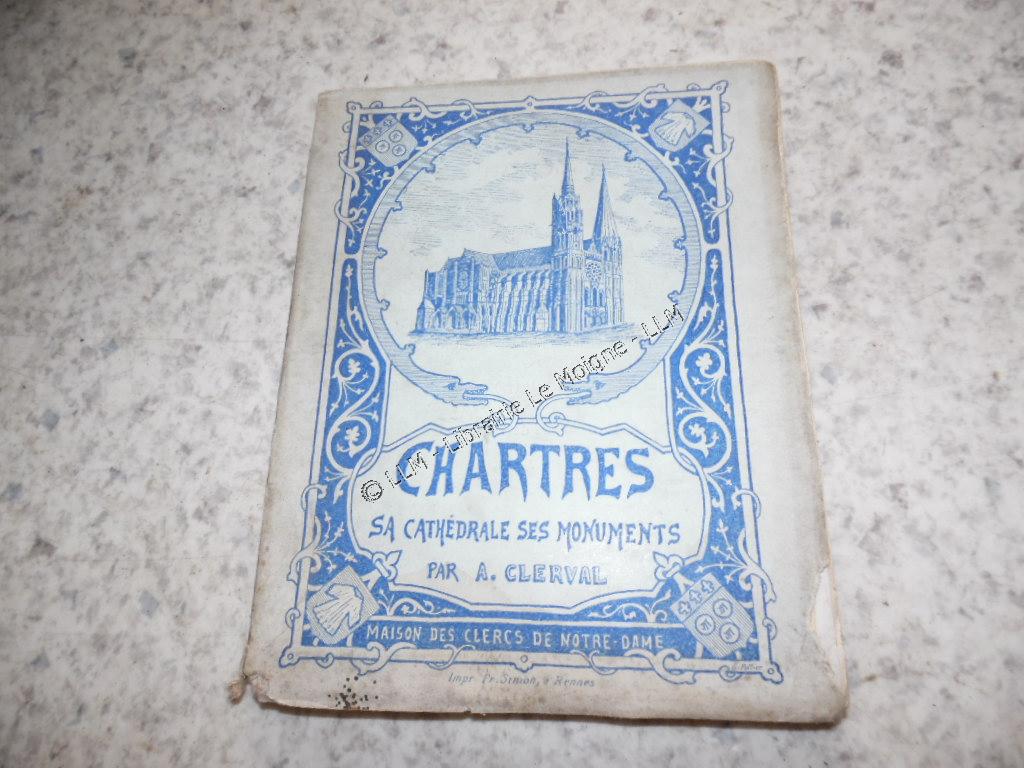 © LLM - Librairie Le Moigne - LLM
CHARTRES
SA CATHÉDRALE SES MONUMENTS
PAR A. CLERVAL
MAISON DES CLERCS DE NOTRE-DAME
Impr. Fr. Simon, à Rennes